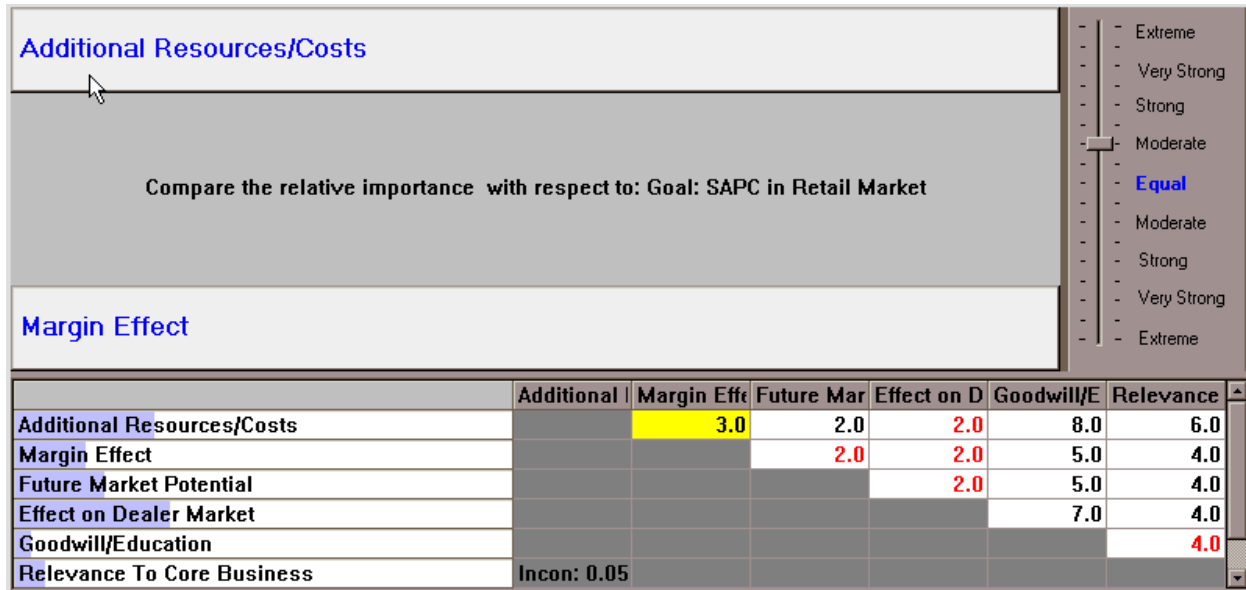 Additional Resources/Costs
Extreme
Very Strong
Strong
Moderate
Compare the relative importance with respect to: Goal: SAPC in Retail Market
Equal
Moderate
Strong
Very Strong
Margin Effect
Extreme
Additional Margin Effe Future Mar Effect on D Goodwill/E Relevance
Additional Resources/Costs 3.0 2.0 2.0 8.0 6.0
Margin Effect 2.0 2.0 5.0 4.0
Future Market Potential 2.0 5.0 4.0
Effect on Dealer Market 7.0 4.0
Goodwill/Education 4.0
Relevance To Core Business Incon: 0.05